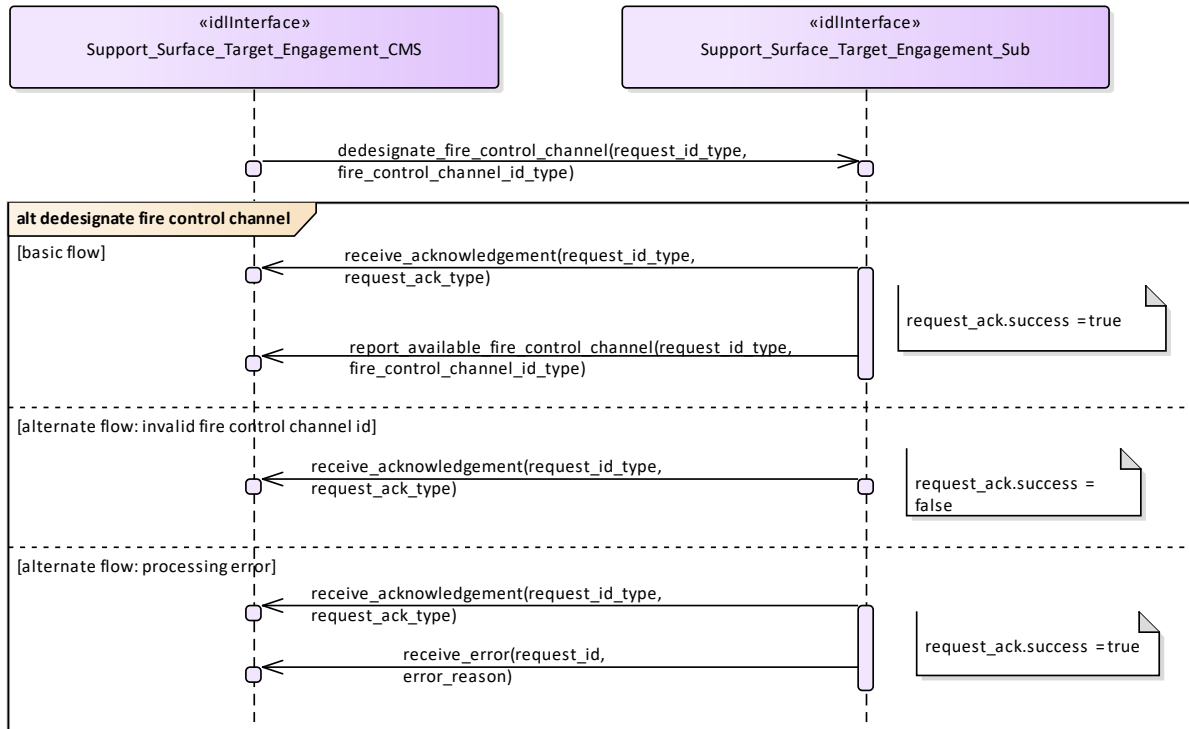 «idlInterface»
Support_Surface_Target_Engagement_CMS
«idlInterface»
Support_Surface_Target_Engagement_Sub
dedesignate_fire_control_channel(request_id_type,
fire_control_channel_id_type)
alt dedesignate fire control channel
[basic flow]
receive_acknowledgement(request_id_type,
request_ack_type)
request_ack.success =true
report_available_fire_control_channel(request_id_type,
fire_control_channel_id_type)
[alternate flow: invalid fire control channel id]
receive_acknowledgement(request_id_type,
request_ack_type)
request_ack.success =
false
[alternate flow: processing error]
receive_acknowledgement(request_id_type,
request_ack_type)
request_ack.success =true
receive_error(request_id,
error_reason)